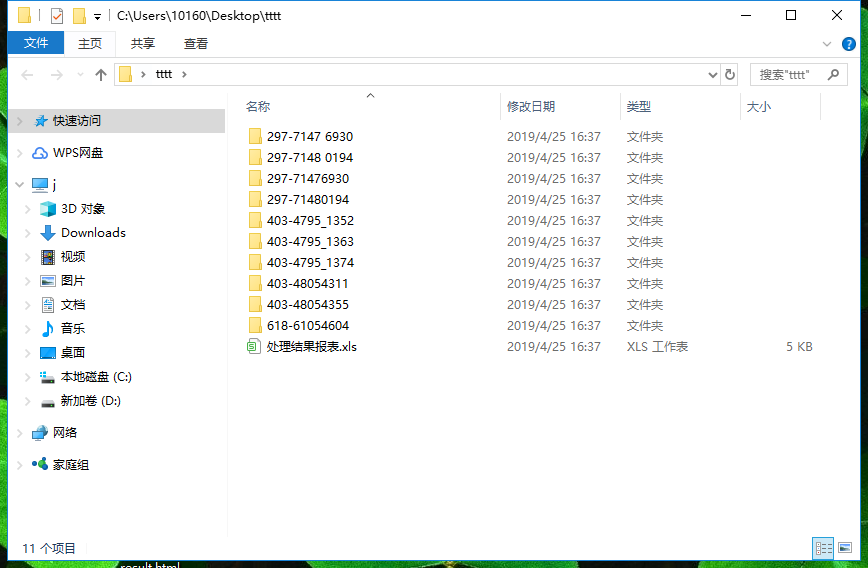 C:\Users\10160\Desktop\tttt
文件 主页 共享 查看
tttt
搜索"tttt"
名称 修改日期 类型 大小
快速访问
WPS网盘
j
3D 对象
Downloads
视频
图片
文档
音乐
桌面
本地磁盘 (C:)
新加卷 (D:)
网络
家庭组
297-7147 6930 2019/4/25 16:37 文件夹
297-7148 0194 2019/4/25 16:37 文件夹
297-71476930 2019/4/25 16:37 文件夹
297-71480194 2019/4/25 16:37 文件夹
403-4795_1352 2019/4/25 16:37 文件夹
403-4795_1363 2019/4/25 16:37 文件夹
403-4795_1374 2019/4/25 16:37 文件夹
403-48054311 2019/4/25 16:37 文件夹
403-48054355 2019/4/25 16:37 文件夹
618-61054604 2019/4/25 16:37 文件夹
处理结果报表.xls 2019/4/25 16:37 XLS 工作表 5 KB
11 个项目
result.html